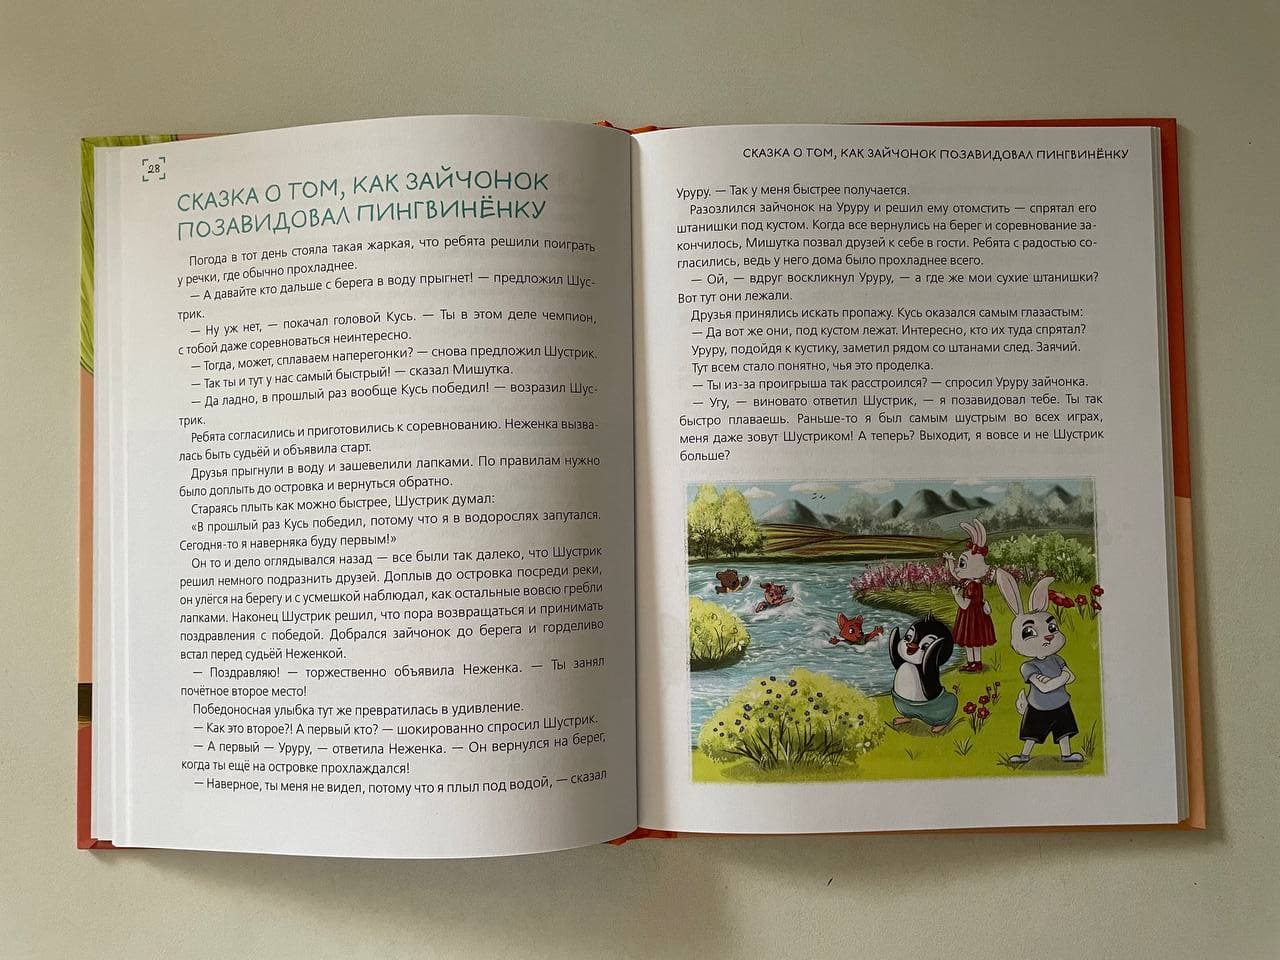 28
СКАЗКА О ТОМ, КАК ЗАЙЧОНОК
ПОЗАВИДОВАЛ ПИНГВИНЁНКУ
Погода в тот день стояла такая жаркая, что ребята решили поиграть
у речки, где обычно прохладнее.
— А давайте кто дальше с берега в воду прыгнет! — предложил Шус-
трик.
— Ну уж нет, — покачал головой Кусь. — Ты в этом деле чемпион,
с тобой даже соревноваться неинтересно.
— Тогда, может, сплаваем наперегонки? — снова предложил Шустрик.
— Так ты и тут у нас самый быстрый! — сказал Мишутка.
— Да ладно, в прошлый раз вообще Кусь победил! — возразил Шус-
трик.
Ребята согласились и приготовились к соревнованию. Неженка вызва-
лась быть судьёй и объявила старт.
Друзья прыгнули в воду и зашевелили лапками. По правилам нужно
было доплыть до островка и вернуться обратно.
Стараясь плыть как можно быстрее, Шустрик думал:
«В прошлый раз Кусь победил, потому что я в водорослях запутался.
Сегодня-то я наверняка буду первым!»
Он то и дело оглядывался назад — все были так далеко, что Шустрик
решил немного подразнить друзей. Доплыв до островка посреди реки,
он улёгся на берегу и с усмешкой наблюдал, как остальные вовсю гребли
лапками. Наконец Шустрик решил, что пора возвращаться и принимать
поздравления с победой. Добрался зайчонок до берега и горделиво
встал перед судьёй Неженкой.
— Поздравляю! — торжественно объявила Неженка. — Ты занял
почётное второе место!
Победоносная улыбка тут же превратилась в удивление.
— Как это второе?! А первый кто? — шокированно спросил Шустрик.
— А первый — Уруру, — ответила Неженка. — Он вернулся на берег,
когда ты ещё на островке прохлаждался!
— Наверное, ты меня не видел, потому что я плыл под водой, — сказал
СКАЗКА О ТОМ, КАК ЗАЙЧОНОК ПОЗАВИДОВАЛ ПИНГВИНЁНКУ
Уруру. — Так у меня быстрее получается.
Разозлился зайчонок на Уруру и решил ему отомстить — спрятал его
штанишки под кустом. Когда все вернулись на берег и соревнование за-
кончилось, Мишутка позвал друзей к себе в гости. Ребята с радостью со-
гласились, ведь у него дома было прохладнее всего.
— Ой, — вдруг воскликнул Уруру, — а где же мои сухие штанишки?
Вот тут они лежали.
Друзья принялись искать пропажу. Кусь оказался самым глазастым:
— Да вот же они, под кустом лежат. Интересно, кто их туда спрятал?
Уруру, подойдя к кустику, заметил рядом со штанами след. Заячий.
Тут всем стало понятно, чья это проделка.
— Ты из-за проигрыша так расстроился? — спросил Уруру зайчонка.
— Угу, — виновато ответил Шустрик, — я позавидовал тебе. Ты так
быстро плаваешь. Раньше-то я был самым шустрым во всех играх,
меня даже зовут Шустриком! А теперь? Выходит, я вовсе и не Шустрик
больше?